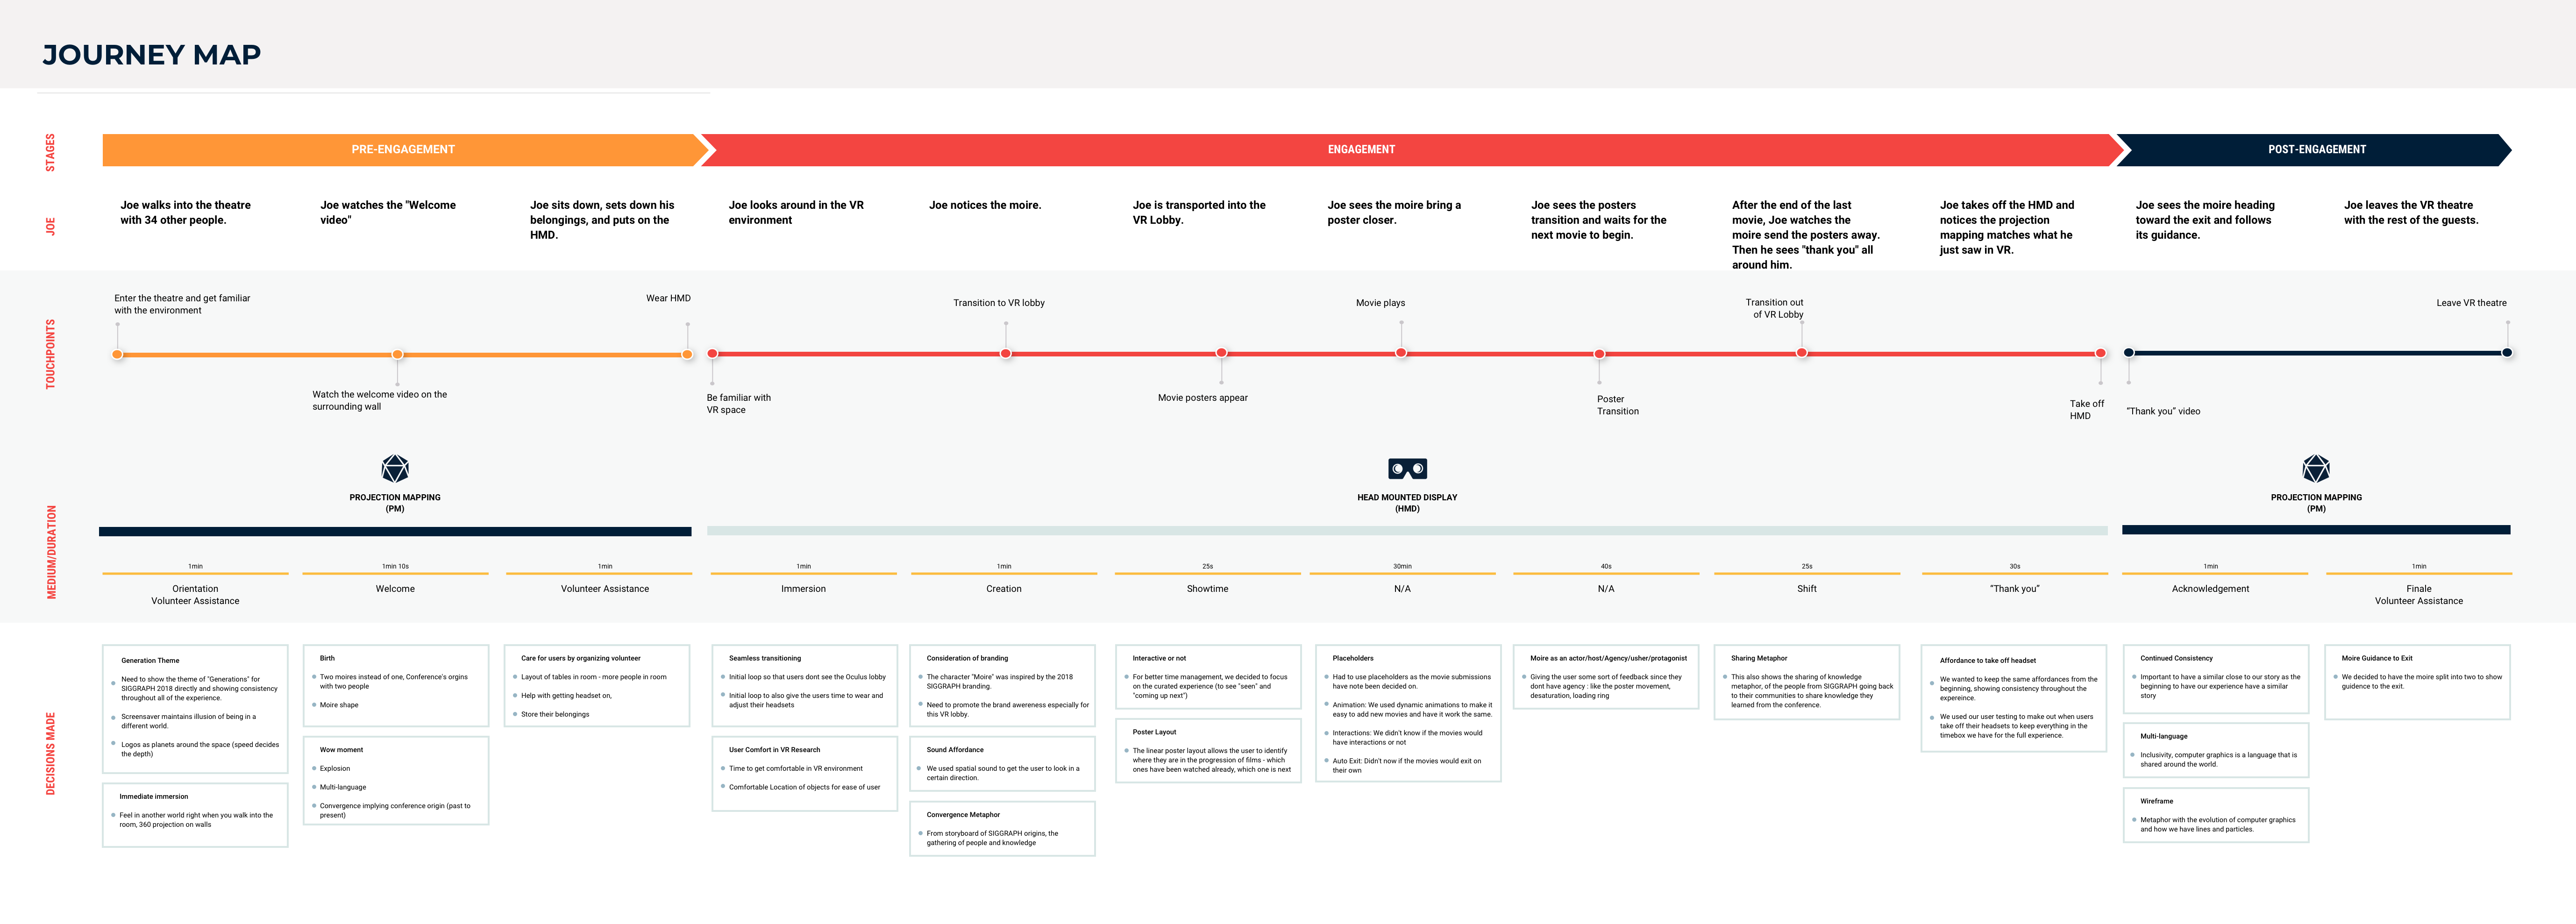 JOURNEY MAP
STAGES
PRE-ENGAGEMENT
ENGAGEMENT
POST-ENGAGEMENT
JOE
Joe walks into the theatre
with 34 other people.
Joe watches the "Welcome
video"
Joe sits down, sets down his
belongings, and puts on the
HMD.
Joe looks around in the VR
environment
Joe notices the moire.
Joe is transported into the
VR Lobby.
Joe sees the moire bring a
poster closer.
Joe sees the posters
transition and waits for the
next movie to begin.
After the end of the last
movie, Joe watches the
moire send the posters away.
Then he sees "thank you" all
around him.
Joe takes off the HMD and
notices the projection
mapping matches what he
just saw in VR.
Joe sees the moire heading
toward the exit and follows
its guidance.
Joe leaves the VR theatre
with the rest of the guests.
TOUCHPOINTS
Enter the theatre and get familiar
with the environment
Watch the welcome video on the
surrounding wall
Wear HMD
Be familiar with
VR space
Transition to VR lobby
Movie posters appear
Movie plays
Poster
Transition
Transition out
of VR Lobby
Take off
HMD
“Thank you” video
Leave VR theatre
MEDIUM/DURATION
PROJECTION MAPPING
(PM)
HEAD MOUNTED DISPLAY
(HMD)
PROJECTION MAPPING
(PM)
1min
Orientation
Volunteer Assistance
1min 10s
Welcome
1min
Volunteer Assistance
1min
Immersion
1min
Creation
25s
Showtime
30min
N/A
40s
N/A
25s
Shift
30s
“Thank you”
1min
Acknowledgement
1min
Finale
Volunteer Assistance
DECISIONS MADE
Generation Theme
Need to show the theme of "Generations" for
SIGGRAPH 2018 directly and showing consistency
throughout all of the experience.
Screensaver maintains illusion of being in a
different world.
Logos as planets around the space (speed decides
the depth)
Immediate immersion
Feel in another world right when you walk into the
room, 360 projection on walls
Birth
Two moires instead of one, Conference's orgins
with two people
Moire shape
Wow moment
Explosion
Multi-language
Convergence implying conference origin (past to
present)
Care for users by organizing volunteer
Layout of tables in room - more people in room
Help with getting headset on,
Store their belongings
Seamless transitioning
Initial loop so that users dont see the Oculus lobby
Initial loop to also give the users time to wear and
adjust their headsets
User Comfort in VR Research
Time to get comfortable in VR environment
Comfortable Location of objects for ease of user
Consideration of branding
The character "Moire" was inspired by the 2018
SIGGRAPH branding.
Need to promote the brand awereness especially for
this VR lobby.
Sound Affordance
We used spatial sound to get the user to look in a
certain direction.
Convergence Metaphor
From storyboard of SIGGRAPH origins, the
gathering of people and knowledge
Interactive or not
For better time management, we decided to focus
on the curated experience (to see "seen" and
"coming up next")
Poster Layout
The linear poster layout allows the user to identify
where they are in the progression of films - which
ones have been watched already, which one is next
Placeholders
Had to use placeholders as the movie submissions
have note been decided on.
Animation: We used dynamic animations to make it
easy to add new movies and have it work the same.
Interactions: We didn't know if the movies would
have interactions or not
Auto Exit: Didn't now if the movies would exit on
their own
Moire as an actor/host/Agency/usher/protagonist
Giving the user some sort of feedback since they
dont have agency : like the poster movement,
desaturation, loading ring
Sharing Metaphor
This also shows the sharing of knowledge
metaphor, of the people from SIGGRAPH going back
to their communities to share knowledge they
learned from the conference.
Affordance to take off headset
We wanted to keep the same affordances from the
beginning, showing consistency throughout the
expereince.
We used our user testing to make out when users
take off their headsets to keep everything in the
timebox we have for the full experience.
Continued Consistency
Important to have a similar close to our story as the
beginning to have our experience have a similar
story
Multi-language
Inclusivity, computer graphics is a language that is
shared around the world.
Wireframe
Metaphor with the evolution of computer graphics
and how we have lines and particles.
Moire Guidance to Exit
We decided to have the moire split into two to show
guidence to the exit.